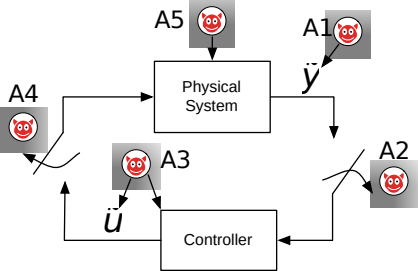 A5
A1
Physical
System
ÿ
A4
A3
A2
ü
Controller